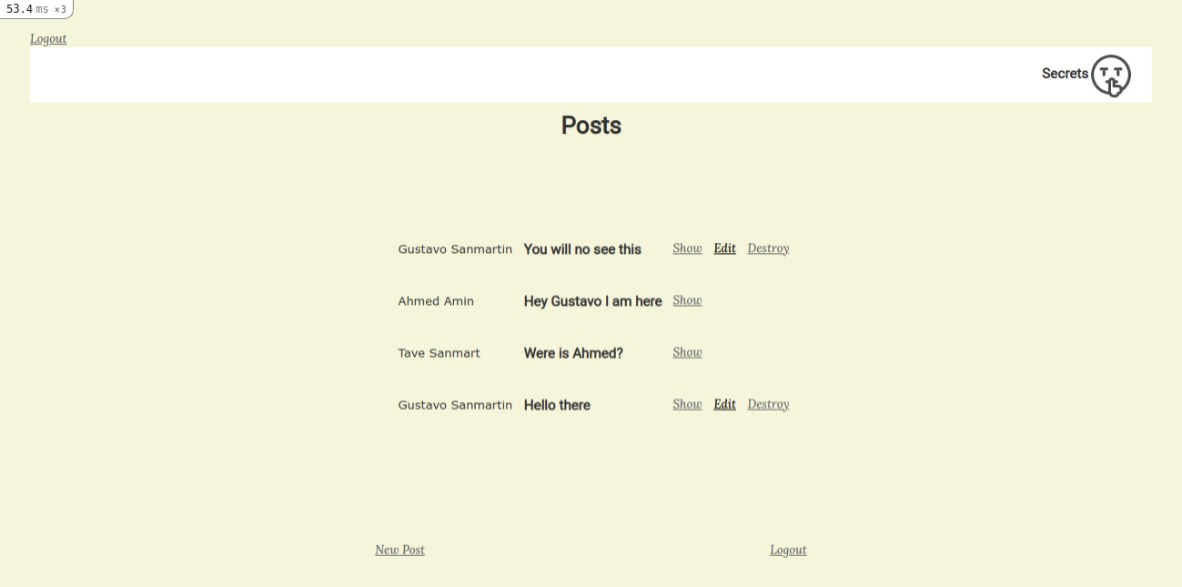 53.4 ms ×3
Logout
Secrets
Posts
Gustavo Sanmartin You will no see this Show Edit Destroy
Ahmed Amin Hey Gustavo I am here Show
Tave Sanmart Were is Ahmed? Show
Gustavo Sanmartin Hello there Show Edit Destroy
New Post Logout